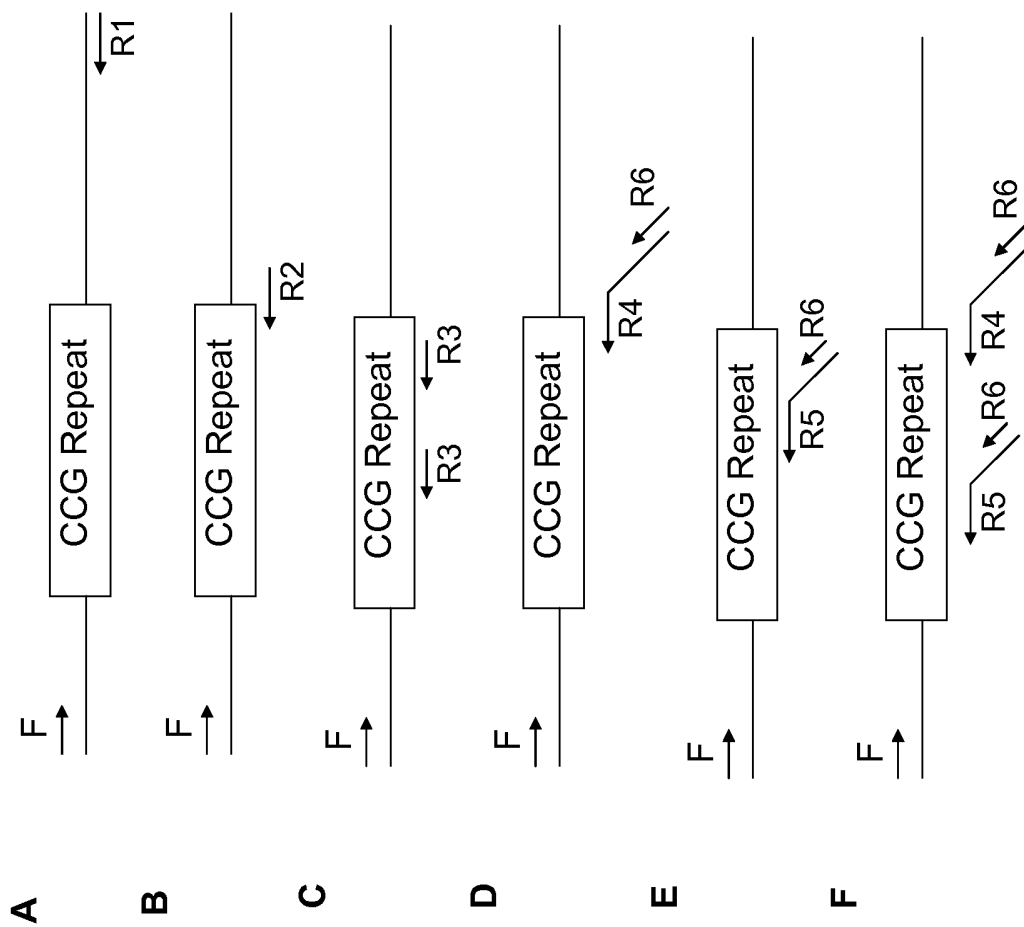 A
F
CCG Repeat
R1
B
F
CCG Repeat
R2
C
F
CCG Repeat
R3
R3
D
F
CCG Repeat
R4
R6
E
F
CCG Repeat
R5
R6
F
F
CCG Repeat
R5
R6
R4
R6